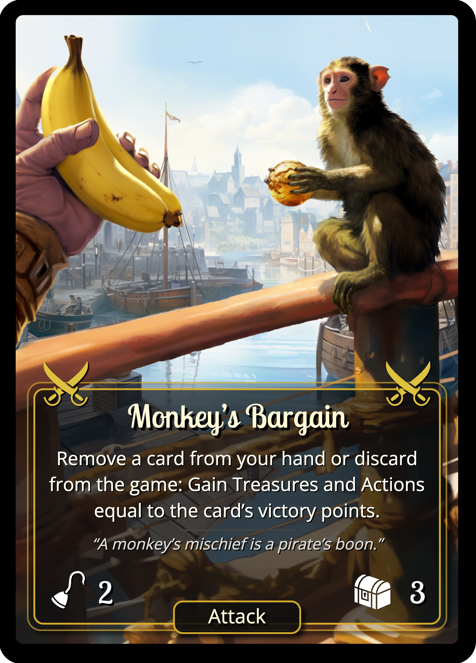 Monkey's Bargain
Remove a card from your hand or discard
from the game: Gain Treasures and Actions
equal to the card's victory points.
“A monkey's mischief is a pirate's boon.”
2
3
Attack